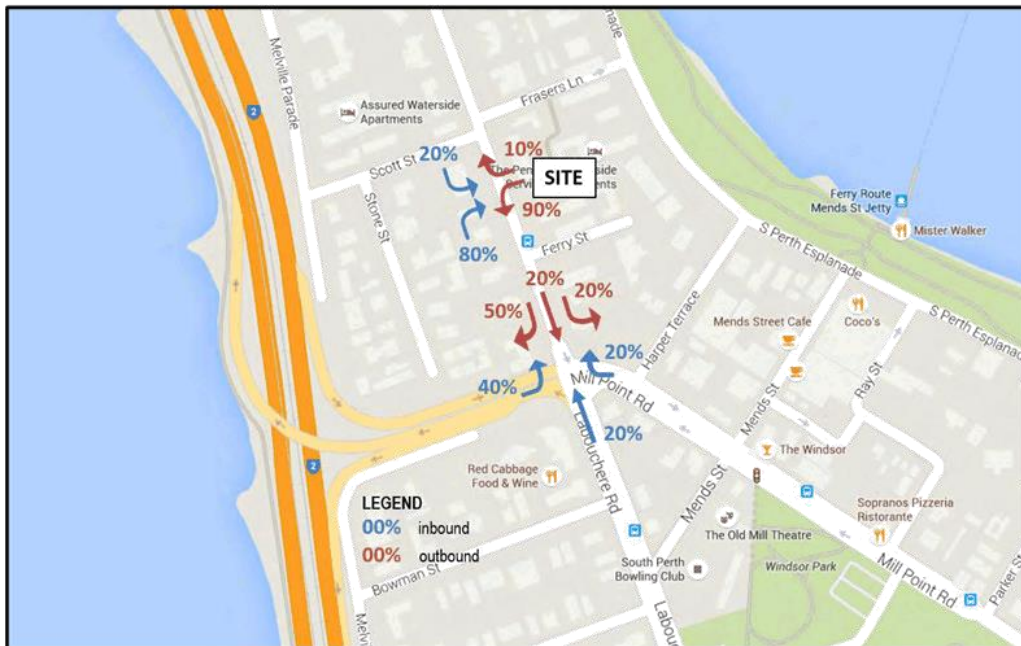 Melville Parade
2
Assured Waterside
Apartments
Frasers Ln
Scott St
Stone St
20%
10%
SITE
90%
80%
Ferry St
Ferry Route
Mends St Jetty
Mister Walker
S Perth Esplanade
20%
20%
50%
Harper Terrace
Mends Street Cafe
Coco's
S Perth Esplanade
20%
40%
Mill Point Rd
Mends St
Ray St
20%
Labouchere Rd
The Windsor
2
Red Cabbage
Food & Wine
Mends St
Sopranos Pizzeria
Ristorante
LEGEND
00% inbound
00% outbound
The Old Mill Theatre
Bowman St
South Perth
Bowling Club
Windsor Park
Mill Point Rd
Parker St